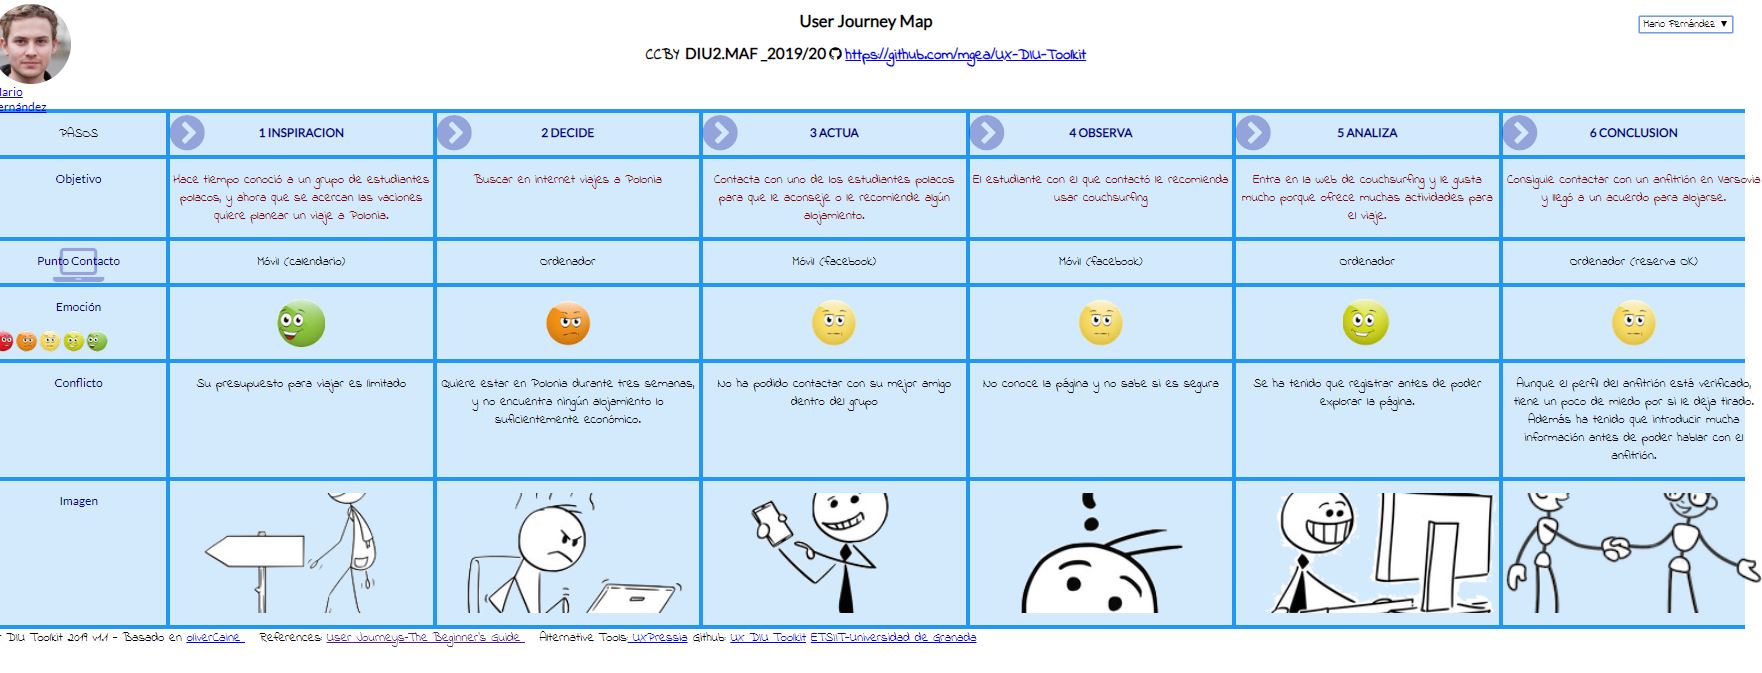 User Journey Map
Mario Fernández ▼
CCBY DIU2.MAF_2019/20 https://github.com/mgea/UX-DIU-Toolkit
Mario
Fernández
PASOS
1 INSPIRACION
2 DECIDE
3 ACTUA
4 OBSERVA
5 ANALIZA
6 CONCLUSION
Objetivo
Hace tiempo conoció a un grupo de estudiantes
polacos, y ahora que se acercan las vaciones
quiere planear un viaje a Polonia.
Buscar en internet viajes a Polonia
Contacta con uno de los estudiantes polacos
para que le aconseje o le recomiende algún
alojamiento.
El estudiante con el que contactó le recomienda
usar couchsurfing
Entra en la web de couchsurfing y le gusta
mucho porque ofrece muchas actividades para
el viaje.
Consiguie contactar con un anfitrión en Varsovia
y llegó a un acuerdo para alojarse.
Punto Contacto
Móvil (calendario)
Ordenador
Móvil (facebook)
Móvil (facebook)
Ordenador
Ordenador (reserva OK)
Emoción
Conflicto
Su presupuesto para viajar es limitado
Quiere estar en Polonia durante tres semanas,
y no encuentra ningún alojamiento lo
suficientemente económico.
No ha podido contactar con su mejor amigo
dentro del grupo
No conoce la página y no sabe si es segura
Se ha tenido que registrar antes de poder
explorar la página.
Aunque el perfil del anfitrión está verificado,
tiene un poco de miedo por si le deja tirado.
Además ha tenido que introducir mucha
información antes de poder hablar con el
anfitrión.
Imagen
DIU Toolkit 2019 v1.1 - Basado en oliverCaine References: User Journeys-The Beginner's Guide Alternative Tools: UXPressia Github: UX DIU Toolkit ETSIIT-Universidad de Granada